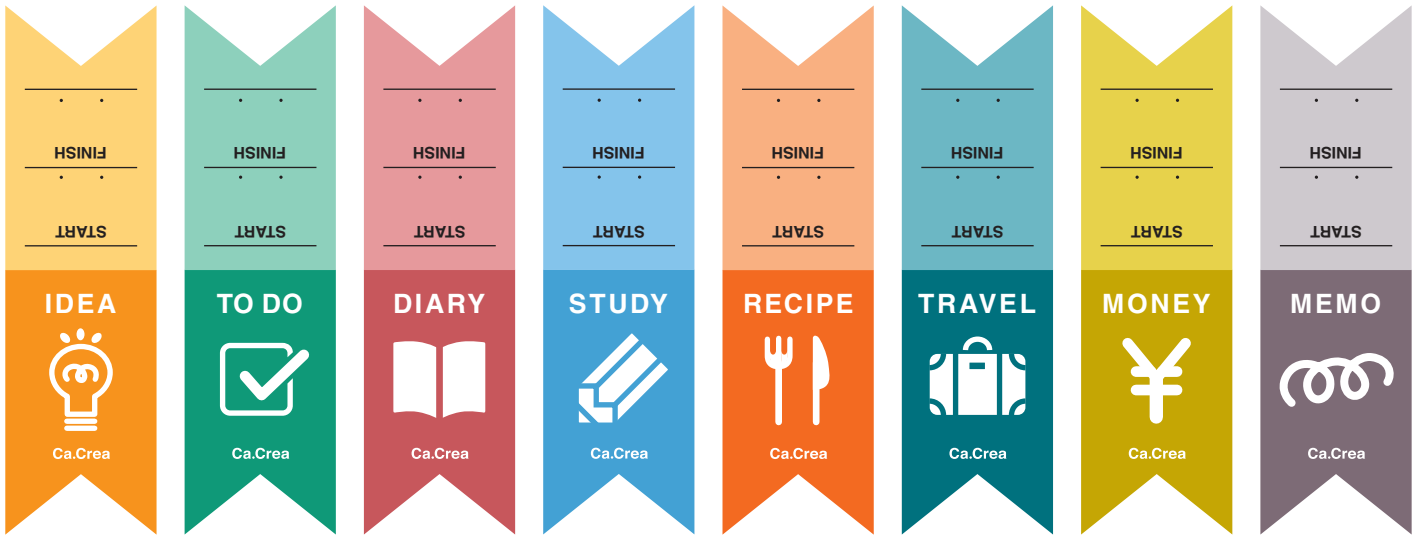 FINISH
START
IDEA
Ca.Crea
FINISH
START
TO DO
Ca.Crea
FINISH
START
DIARY
Ca.Crea
FINISH
START
STUDY
Ca.Crea
FINISH
START
RECIPE
Ca.Crea
FINISH
START
TRAVEL
Ca.Crea
FINISH
START
MONEY
¥
Ca.Crea
FINISH
START
MEMO
Ca.Crea